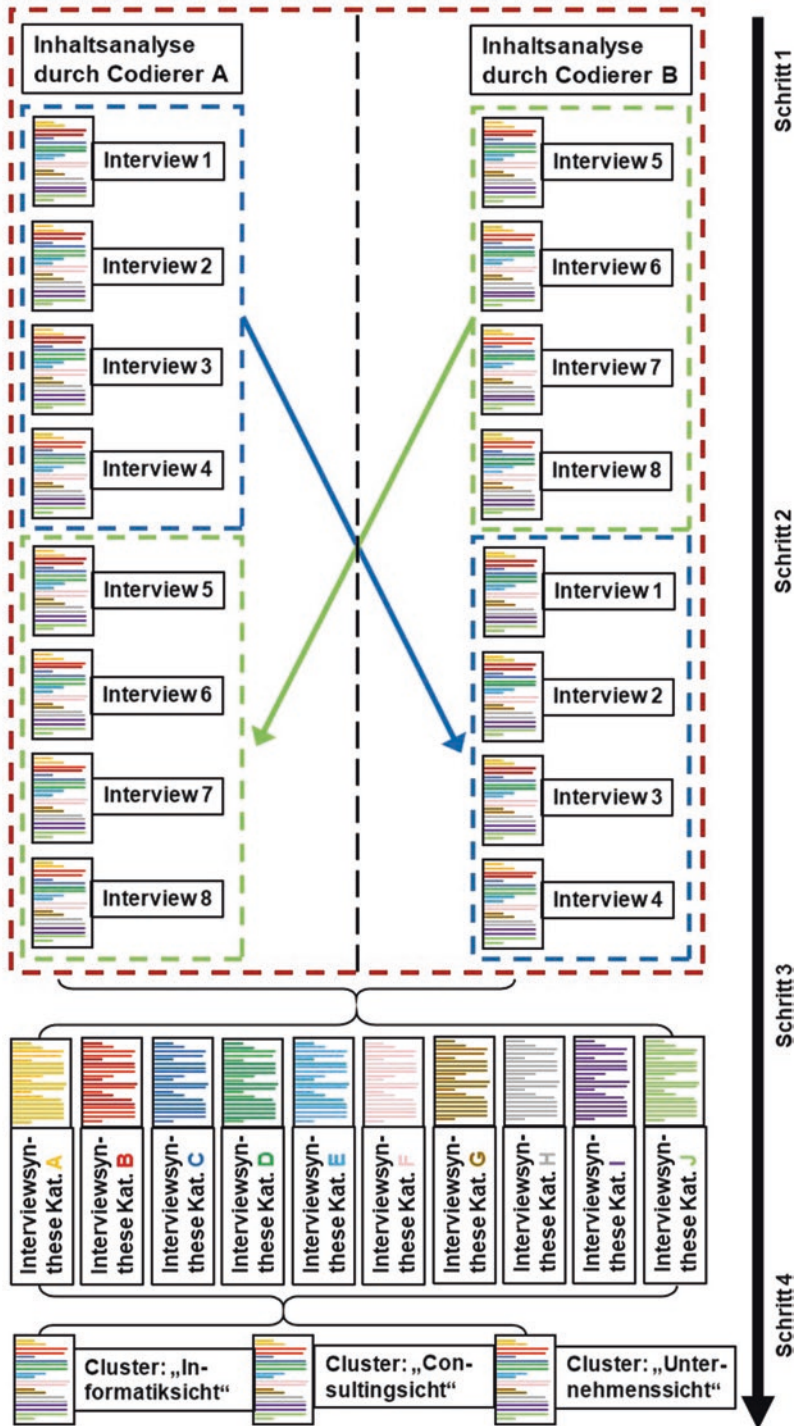 Inhaltsanalyse
durch Codierer A
Interview 1
Interview 2
Interview 3
Interview 4
Interview 5
Interview 6
Interview 7
Interview 8
Inhaltsanalyse
durch Codierer B
Interview 5
Interview 6
Interview 7
Interview 8
Interview 1
Interview 2
Interview 3
Interview 4
Interviewsyn-
these Kat. A
Interviewsyn-
these Kat. B
Interviewsyn-
these Kat. C
Interviewsyn-
these Kat. D
Interviewsyn-
these Kat. E
Interviewsyn-
these Kat. F
Interviewsyn-
these Kat. G
Interviewsyn-
these Kat. H
Interviewsyn-
these Kat. I
Interviewsyn-
these Kat. J
Cluster: „In-
formatiksicht“
Cluster: „Con-
sultingsicht“
Cluster: „Unter-
nehmenssicht“
Schritt 1
Schritt 2
Schritt 3
Schritt 4